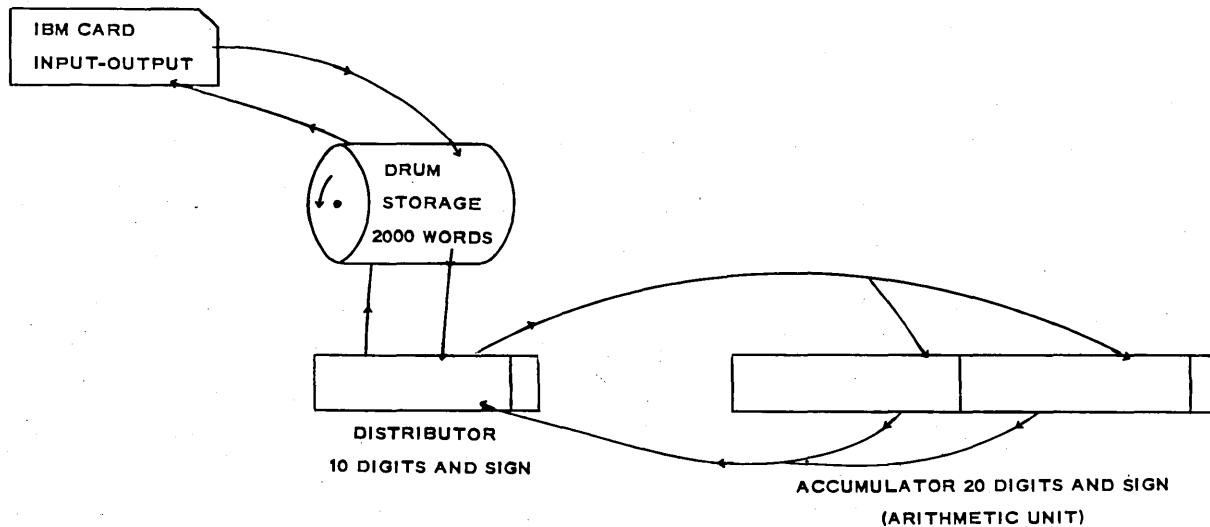 IBM CARD
INPUT-OUTPUT
DRUM
STORAGE
2000 WORDS
DISTRIBUTOR
10 DIGITS AND SIGN
ACCUMULATOR 20 DIGITS AND SIGN
(ARITHMETIC UNIT)